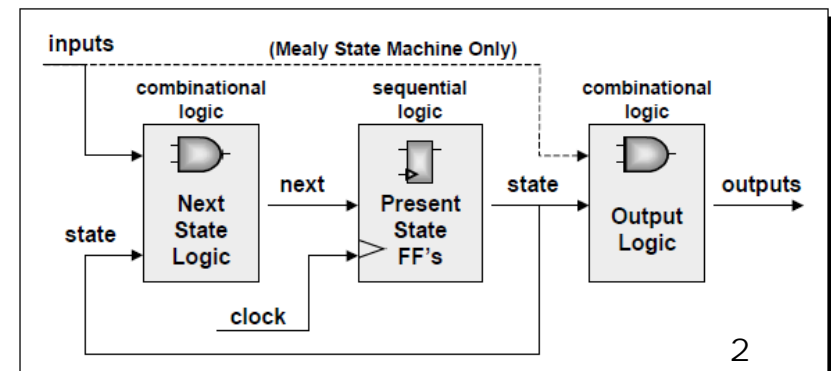 inputs
(Mealy State Machine Only)
combinational
logic
sequential
logic
combinational
logic
next
state
outputs
Next
State
Logic
Present
State
FF's
Output
Logic
state
clock
2